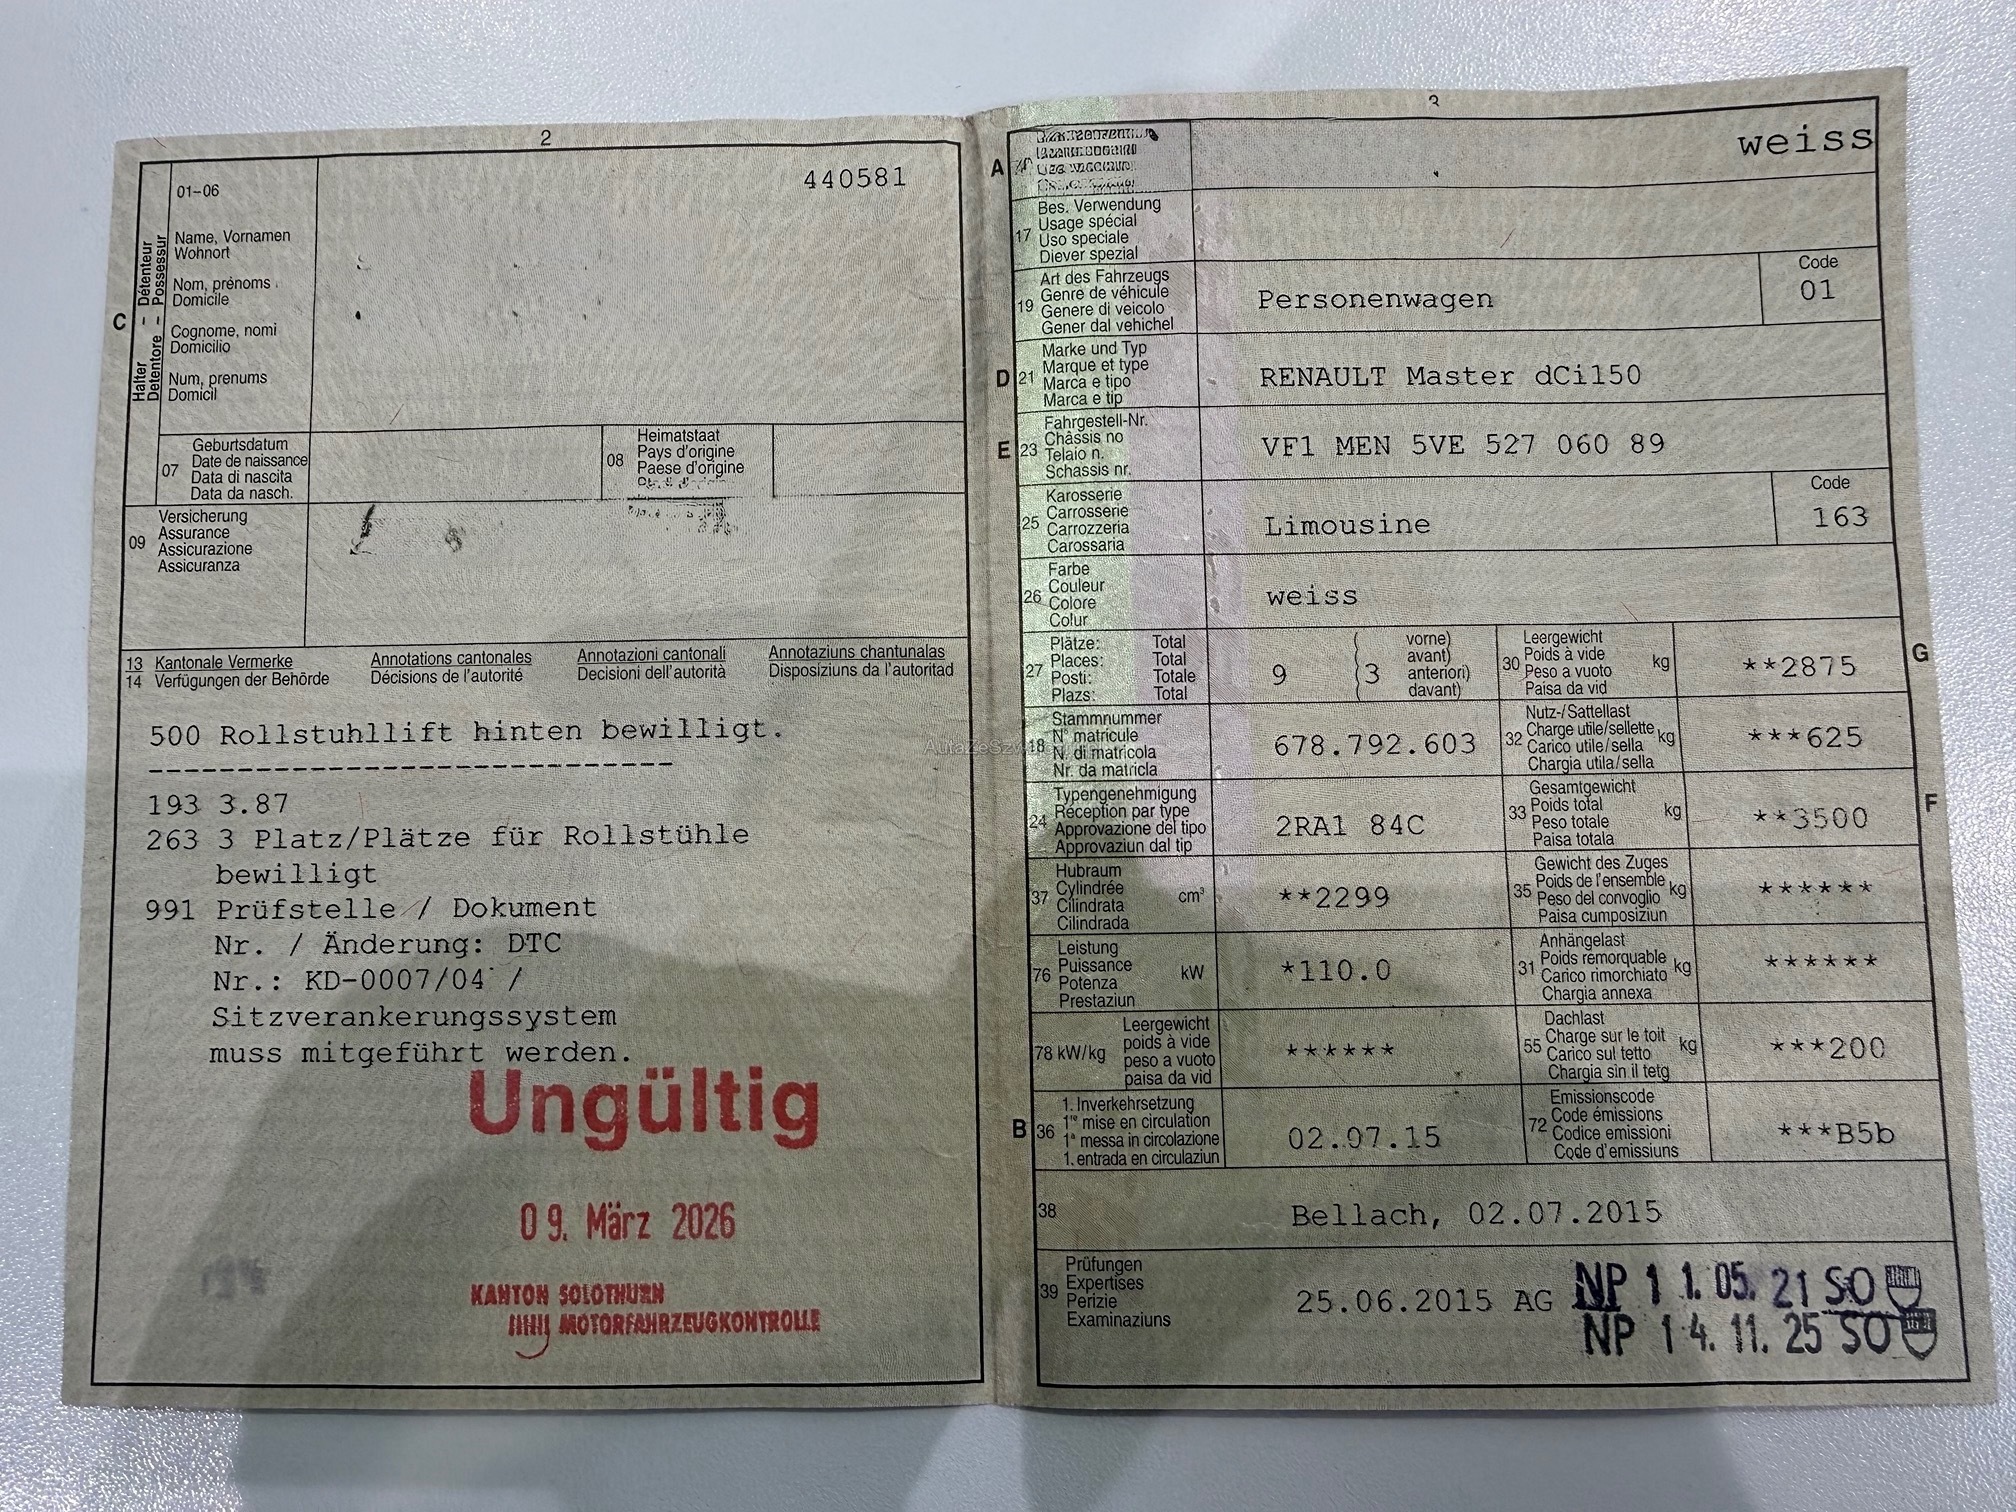 2
01-06
440581
Halter - Détenteur
Detentore - Possessur
C
Name, Vornamen
Wohnort
Nom, prénoms
Domicile
Cognome, nomi
Domicilio
Num, prenums
Domicil
07
Geburtsdatum
Date de naissance
Data di nascita
Data da nasch.
08
Heimatstaat
Pays d'origine
Paese d'origine
09
Versicherung
Assurance
Assicurazione
Assicuranza
13 Kantonale Vermerke Annotations cantonales Annotazioni cantonali Annotaziuns chantunalas
14 Verfügungen der Behörde Décisions de l'autorité Decisioni dell'autorità Disposiziuns da l'autoritad
500 Rollstuhllift hinten bewilligt.
------------------------------
193 3.87
263 3 Platz/Plätze für Rollstühle
bewilligt
991 Prüfstelle / Dokument
Nr. / Änderung: DTC
Nr.: KD-0007/04 /
Sitzverankerungssystem
muss mitgeführt werden.
Ungültig
09. März 2026
KANTON SOLOTHURN
MOTORFAHRZEUGKONTROLLE
3
A
weiss
17
Bes. Verwendung
Usage spécial
Uso speciale
Diever spezial
19
Art des Fahrzeugs
Genre de véhicule
Genere di veicolo
Gener dal vehichel
Personenwagen
Code
01
D
21
Marke und Typ
Marque et type
Marca e tipo
Marca e tip
RENAULT Master dCi150
E
23
Fahrgestell-Nr.
Châssis no
Telaio n.
Schassis nr.
VF1 MEN 5VE 527 060 89
25
Karosserie
Carrosserie
Carrozzeria
Carossaria
Limousine
Code
163
26
Farbe
Couleur
Colore
Colur
weiss
27
Plätze: Total
Places: Total
Posti: Totale
Plazs: Total
9
(3
vorne)
avant)
anteriori)
davant)
30
Leergewicht
Poids à vide
Peso a vuoto
Paisa da vid
kg
**2875
G
18
Stammnummer
N° matricule
N. di matricola
Nr. da matricla
678.792.603
32
Nutz-/Sattellast
Charge utile/sellette
Carico utile/sella
Chargia utila/sella
kg
***625
24
Typengenehmigung
Réception par type
Approvazione del tipo
Approvaziun dal tip
2RA1 84C
33
Gesamtgewicht
Poids total
Peso totale
Paisa totala
kg
**3500
F
37
Hubraum
Cylindrée
Cilindrata
Cilindrada
cm³
**2299
35
Gewicht des Zuges
Poids de l'ensemble
Peso del convoglio
Paisa cumposiziun
kg
******
76
Leistung
Puissance
Potenza
Prestaziun
kW
*110.0
31
Anhängelast
Poids remorquable
Carico rimorchiato
Chargia annexa
kg
******
78 kW/kg
Leergewicht
poids à vide
peso a vuoto
paisa da vid
******
55
Dachlast
Charge sur le toit
Carico sul tetto
Chargia sin il tetg
kg
***200
B
36
1. Inverkehrsetzung
1re mise en circulation
1a messa in circolazione
1. entrada en circulaziun
02.07.15
72
Emissionscode
Code émissions
Codice emissioni
Code d'emissiuns
***B5b
38
Bellach, 02.07.2015
39
Prüfungen
Expertises
Perizie
Examinaziuns
25.06.2015 AG
NP 11.05.21 SO
NP 14.11.25 SO